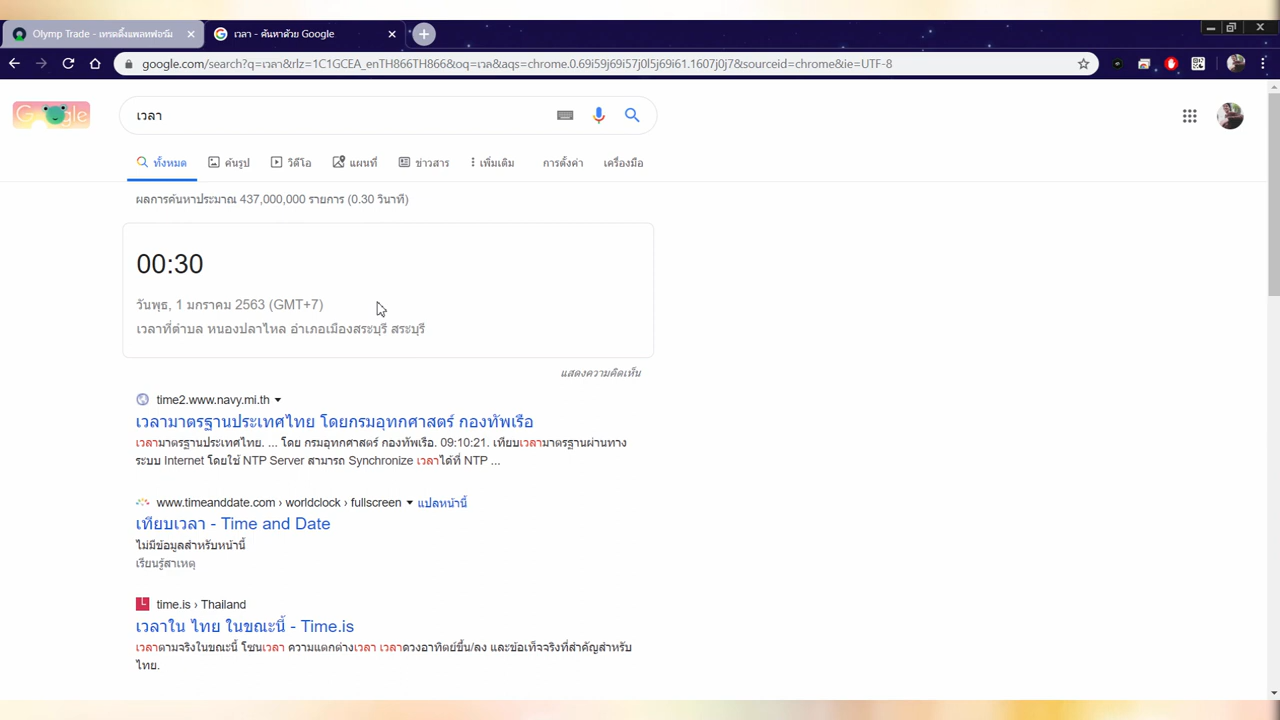 Olymp Trade - เทรดดิ้งแพลทฟอร์ม
เวลา - ค้นหาด้วย Google
google.com/search?q=เวลา&rlz=1C1GCEA_enTH866TH866&oq=เวล&aqs=chrome.0.69i59j69i57j0l5j69i61.1607j0j7&sourceid=chrome&ie=UTF-8
Google
เวลา
ทั้งหมด
ค้นรูป
วิดีโอ
แผนที่
ข่าวสาร
เพิ่มเติม
การตั้งค่า
เครื่องมือ
ผลการค้นหาประมาณ 437,000,000 รายการ (0.30 วินาที)
00:30
วันพุธ, 1 มกราคม 2563 (GMT+7)
เวลาที่ตำบล หนองปลาไหล อำเภอเมืองสระบุรี สระบุรี
แสดงความคิดเห็น
time2.www.navy.mi.th
เวลามาตรฐานประเทศไทย โดยกรมอุทกศาสตร์ กองทัพเรือ
เวลามาตรฐานประเทศไทย. ... โดย กรมอุทกศาสตร์ กองทัพเรือ. 09:10:21. เทียบเวลามาตรฐานผ่านทาง
ระบบ Internet โดยใช้ NTP Server สามารถ Synchronize เวลาได้ที่ NTP ...
www.timeanddate.com › worldclock › fullscreen แปลหน้านี้
เทียบเวลา - Time and Date
ไม่มีข้อมูลสำหรับหน้านี้
เรียนรู้สาเหตุ
time.is › Thailand
เวลาใน ไทย ในขณะนี้ - Time.is
เวลาตามจริงในขณะนี้ โซนเวลา ความแตกต่างเวลา เวลาดวงอาทิตย์ขึ้น/ลง และข้อเท็จจริงที่สำคัญสำหรับ
ไทย.